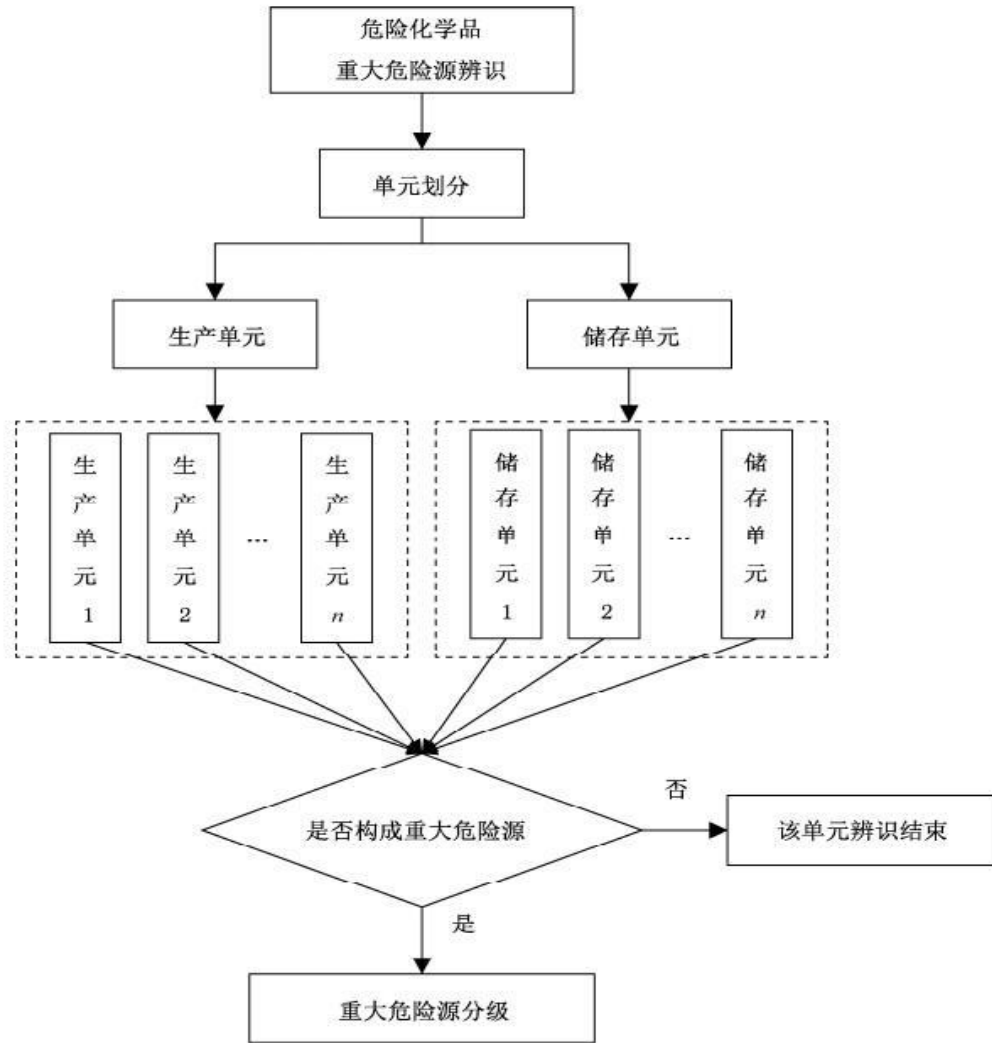 危险化学品
重大危险源辨识
单元划分
生产单元
储存单元
生产单元1
生产单元2
...
生产单元n
储存单元1
储存单元2
...
储存单元n
是否构成重大危险源
否
该单元辨识结束
是
重大危险源分级